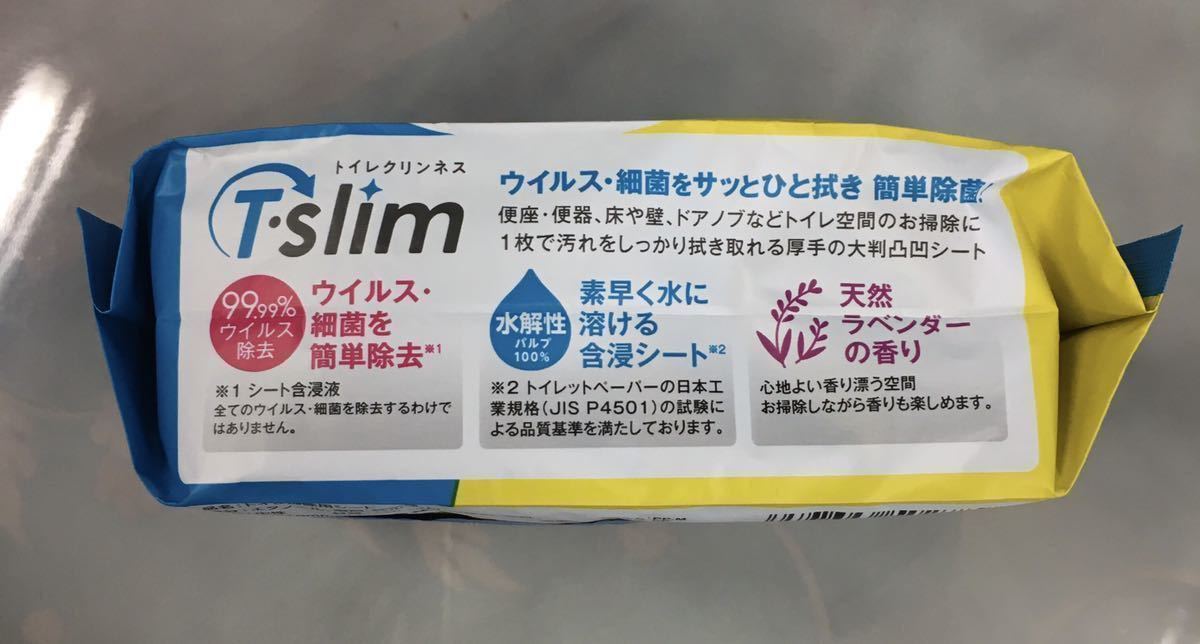 トイレクリンネス
T・slim
ウイルス・細菌をサッとひと拭き 簡単除菌!
便座・便器、床や壁、ドアノブなどトイレ空間のお掃除に
1枚で汚れをしっかり拭き取れる厚手の大判凸凹シート
99.99%
ウイルス
除去
ウイルス・
細菌を
簡単除去※1
※1 シート含浸液
全てのウイルス・細菌を除去するわけで
はありません。
水解性
パルプ
100%
素早く水に
溶ける
含浸シート※2
※2 トイレットペーパーの日本工
業規格(JIS P4501)の試験に
よる品質基準を満たしております。
天然
ラベンダー
の香り
心地よい香り漂う空間
お掃除しながら香りも楽しめます。